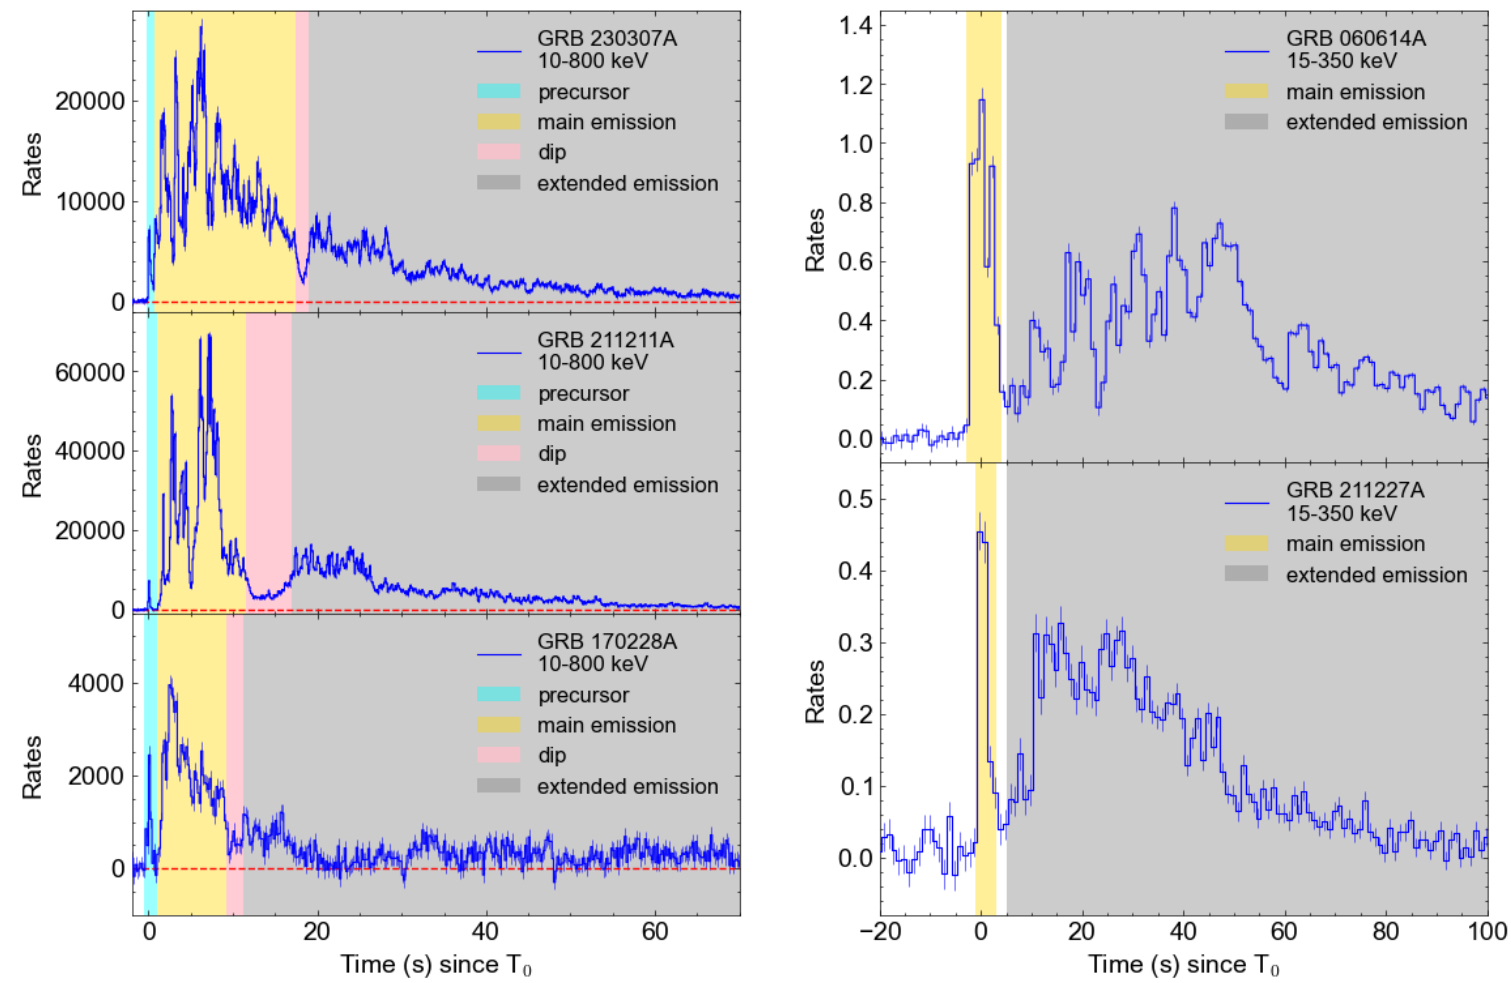 GRB 230307A
10-800 keV
precursor
main emission
dip
extended emission
20000
10000
0
Rates
GRB 211211A
10-800 keV
precursor
main emission
dip
extended emission
60000
40000
20000
0
Rates
GRB 170228A
10-800 keV
precursor
main emission
dip
extended emission
4000
2000
0
Rates
0 20 40 60
Time (s) since T₀
GRB 060614A
15-350 keV
main emission
extended emission
1.4
1.2
1.0
0.8
0.6
0.4
0.2
0.0
Rates
GRB 211227A
15-350 keV
main emission
extended emission
0.5
0.4
0.3
0.2
0.1
0.0
Rates
−20 0 20 40 60 80 100
Time (s) since T₀